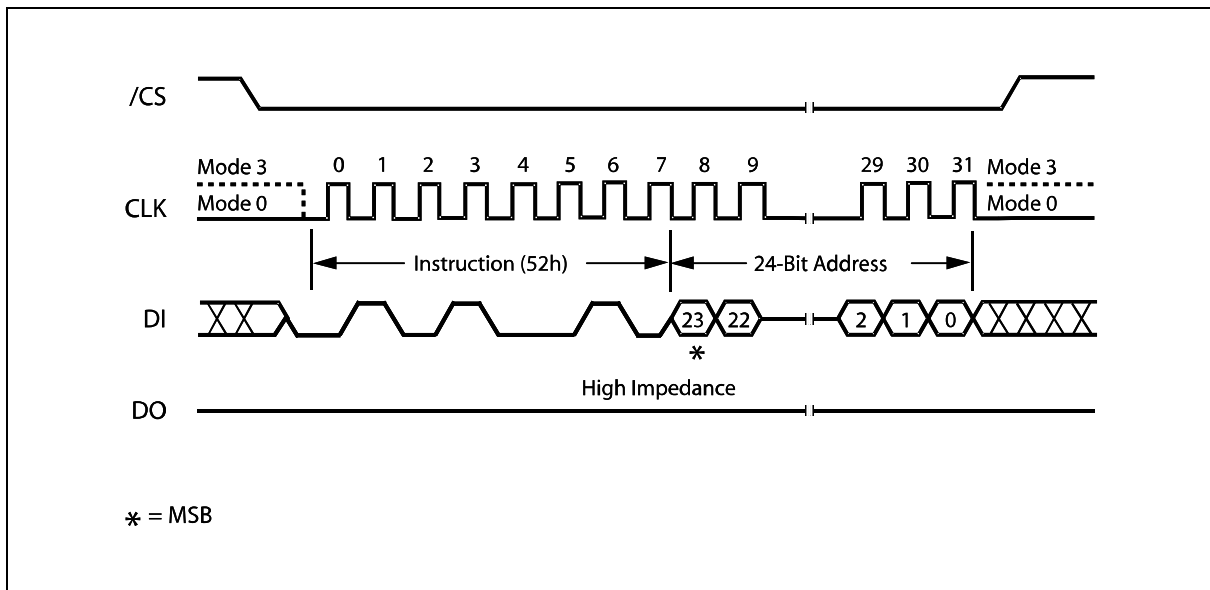 /CS
Mode 3
0 1 2 3 4 5 6 7 8 9 29 30 31
Mode 3
CLK
Mode 0
Mode 0
Instruction (52h)
24-Bit Address
DI
23 22 2 1 0
*
High Impedance
DO
* = MSB